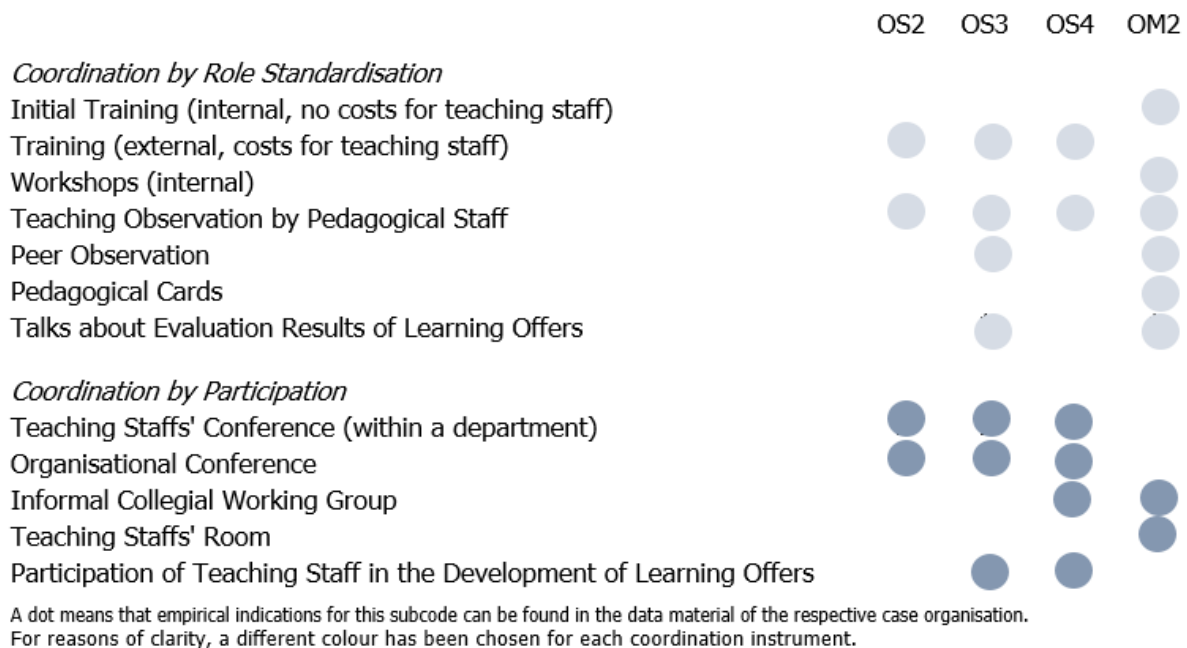 OS2 OS3 OS4 OM2
Coordination by Role Standardisation
Initial Training (internal, no costs for teaching staff)
Training (external, costs for teaching staff)
Workshops (internal)
Teaching Observation by Pedagogical Staff
Peer Observation
Pedagogical Cards
Talks about Evaluation Results of Learning Offers
Coordination by Participation
Teaching Staffs' Conference (within a department)
Organisational Conference
Informal Collegial Working Group
Teaching Staffs' Room
Participation of Teaching Staff in the Development of Learning Offers
A dot means that empirical indications for this subcode can be found in the data material of the respective case organisation.
For reasons of clarity, a different colour has been chosen for each coordination instrument.